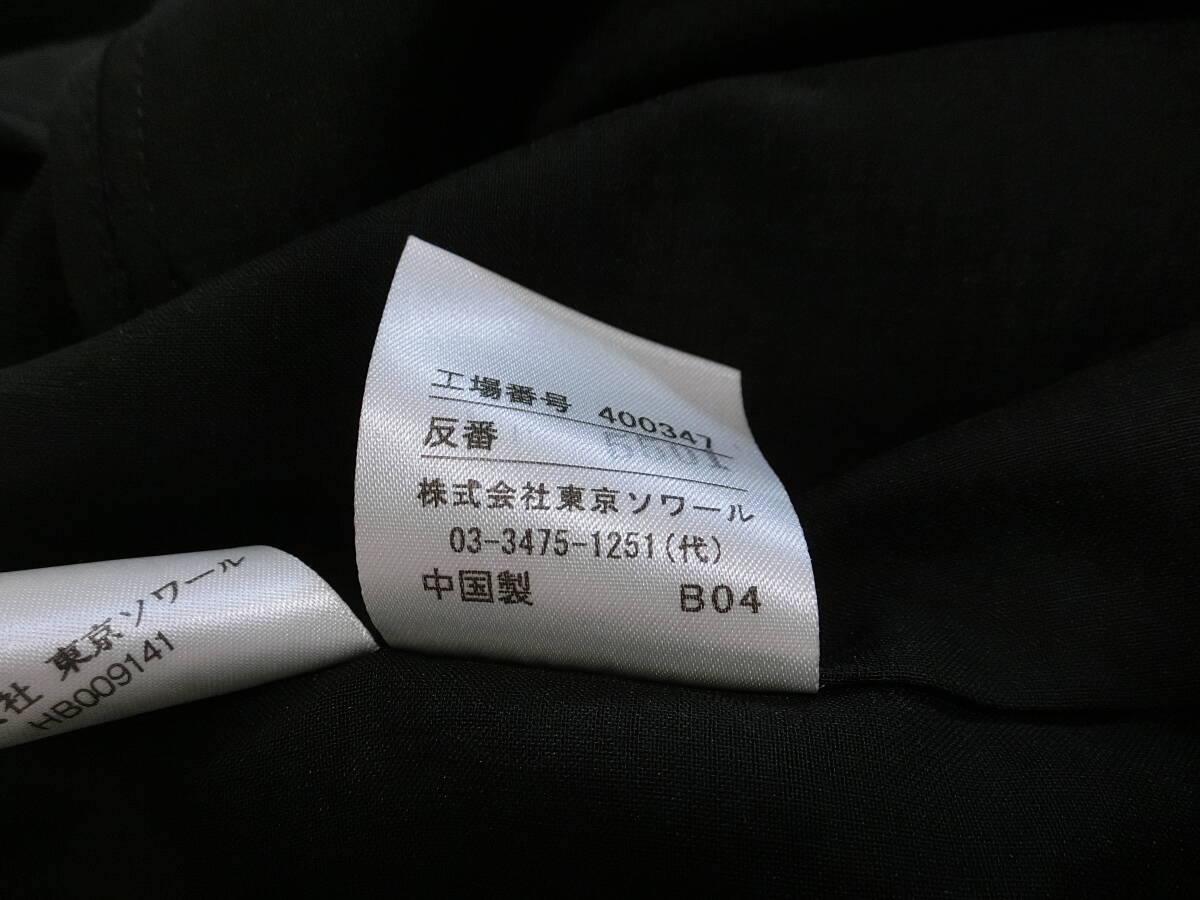 工場番号 400347
反番
株式会社東京ソワール
03-3475-1251(代)
中国製 B04
社 東京ソワール
HB009141